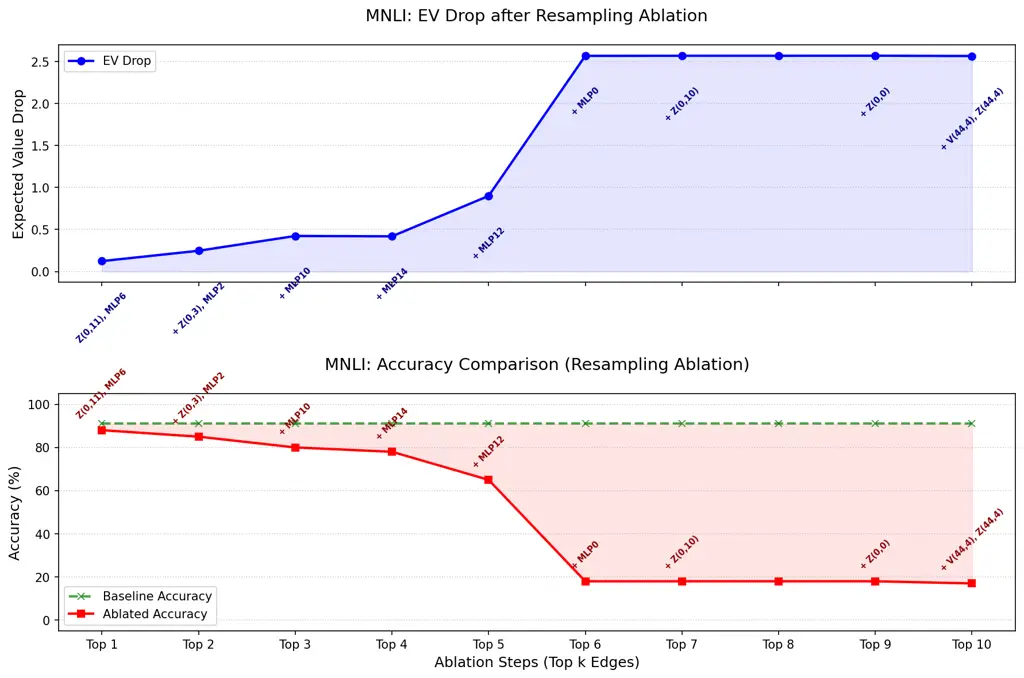 MNLI: EV Drop after Resampling Ablation
EV Drop
Expected Value Drop
2.5
2.0
1.5
1.0
0.5
0.0
Z(0,11), MLP6
+ Z(0,3), MLP2
+ MLP10
+ MLP14
+ MLP12
+ MLP0
+ Z(0,10)
+ Z(0,0)
+ V(44,4), Z(44,4)
MNLI: Accuracy Comparison (Resampling Ablation)
Accuracy (%)
100
80
60
40
20
0
Z(0,11), MLP6
+ Z(0,3), MLP2
+ MLP10
+ MLP14
+ MLP12
+ MLP0
+ Z(0,10)
+ Z(0,0)
+ V(44,4), Z(44,4)
Baseline Accuracy
Ablated Accuracy
Top 1
Top 2
Top 3
Top 4
Top 5
Top 6
Top 7
Top 8
Top 9
Top 10
Ablation Steps (Top k Edges)